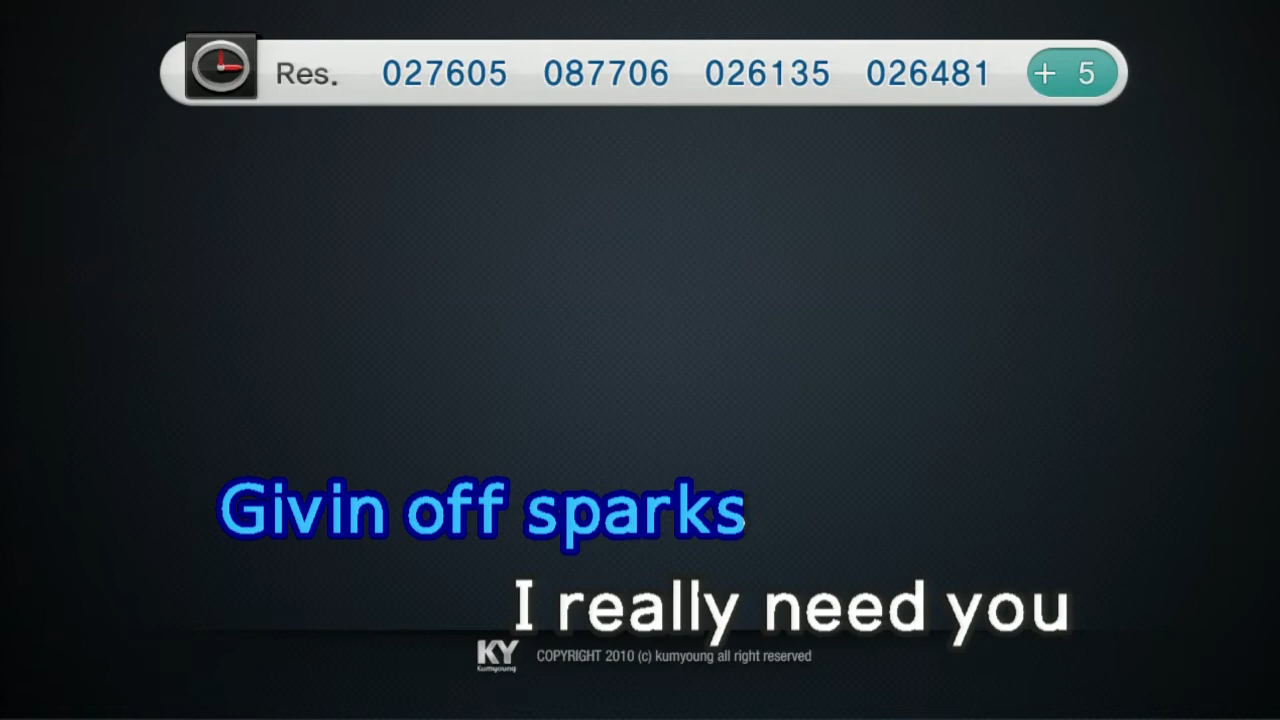 Res. 027605 087706 026135 026481 + 5
Givin off sparks
I really need you
KY
kumyoung
COPYRIGHT 2010 (c) kumyoung all right reserved